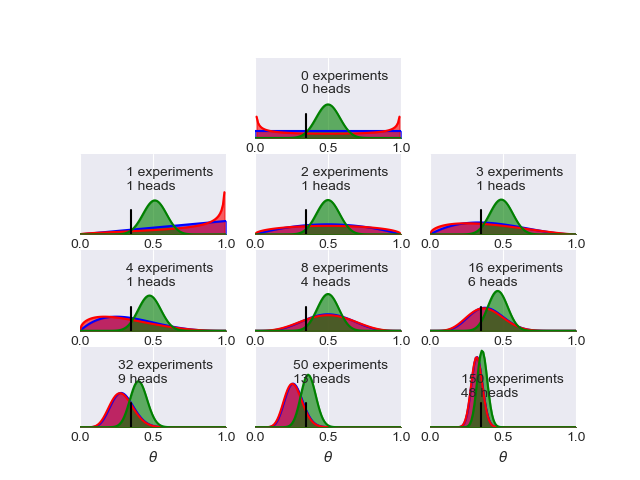 0 experiments
0 heads
0.0 0.5 1.0
1 experiments
1 heads
2 experiments
1 heads
3 experiments
1 heads
0.0 0.5 1.0
0.0 0.5 1.0
0.0 0.5 1.0
4 experiments
1 heads
8 experiments
4 heads
16 experiments
6 heads
0.0 0.5 1.0
0.0 0.5 1.0
0.0 0.5 1.0
32 experiments
9 heads
50 experiments
13 heads
150 experiments
48 heads
0.0 0.5 1.0
0.0 0.5 1.0
0.0 0.5 1.0
θ
θ
θ